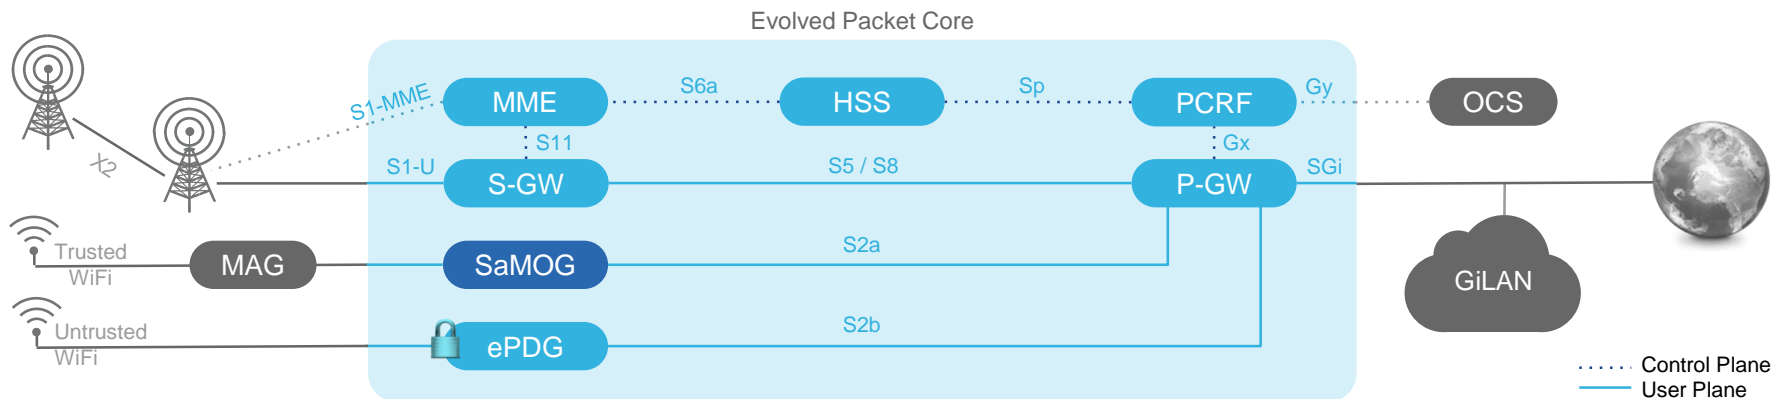 Evolved Packet Core
S1-MME
MME
S6a
HSS
Sp
PCRF
Gy
OCS
X2
S11
Gx
S1-U
S-GW
S5 / S8
P-GW
SGi
Trusted
WiFi
MAG
SaMOG
S2a
GiLAN
Untrusted
WiFi
ePDG
S2b
Control Plane
User Plane